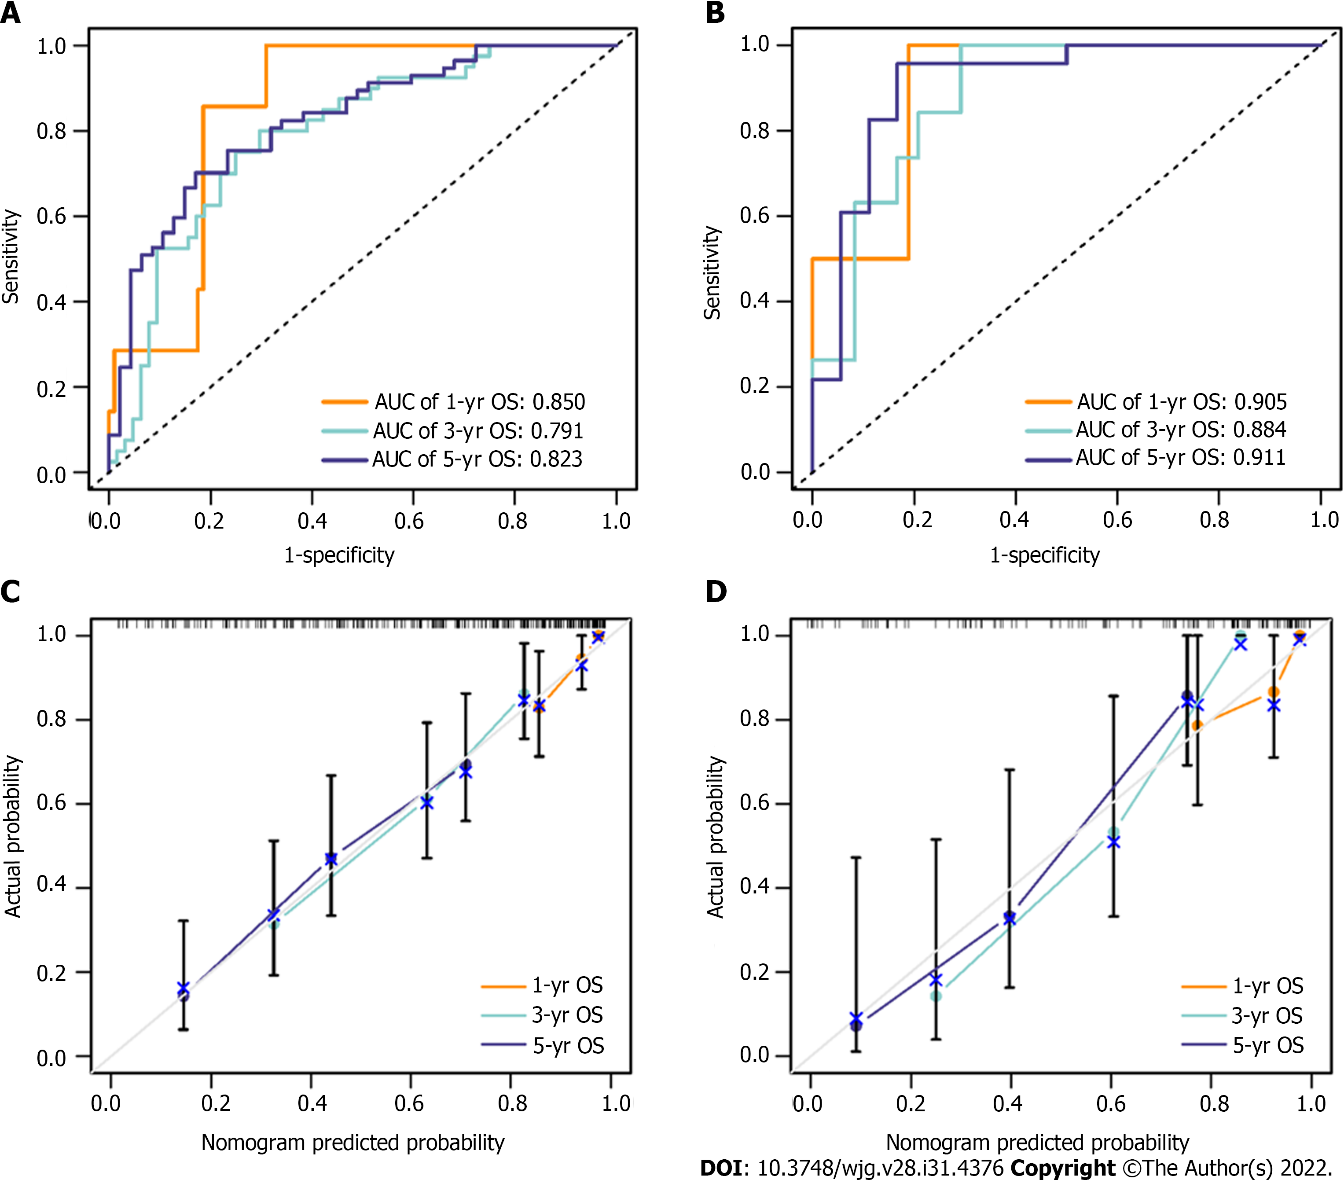 A
1.0
0.8
0.6
0.4
0.2
0.0
Sensitivity
AUC of 1-yr OS: 0.850
AUC of 3-yr OS: 0.791
AUC of 5-yr OS: 0.823
0.0 0.2 0.4 0.6 0.8 1.0
1-specificity
B
1.0
0.8
0.6
0.4
0.2
0.0
Sensitivity
AUC of 1-yr OS: 0.905
AUC of 3-yr OS: 0.884
AUC of 5-yr OS: 0.911
0.0 0.2 0.4 0.6 0.8 1.0
1-specificity
C
1.0
0.8
0.6
0.4
0.2
0.0
Actual probability
1-yr OS
3-yr OS
5-yr OS
0.0 0.2 0.4 0.6 0.8 1.0
Nomogram predicted probability
D
1.0
0.8
0.6
0.4
0.2
0.0
Actual probability
1-yr OS
3-yr OS
5-yr OS
0.0 0.2 0.4 0.6 0.8 1.0
Nomogram predicted probability
DOI: 10.3748/wjg.v28.i31.4376 Copyright ©The Author(s) 2022.